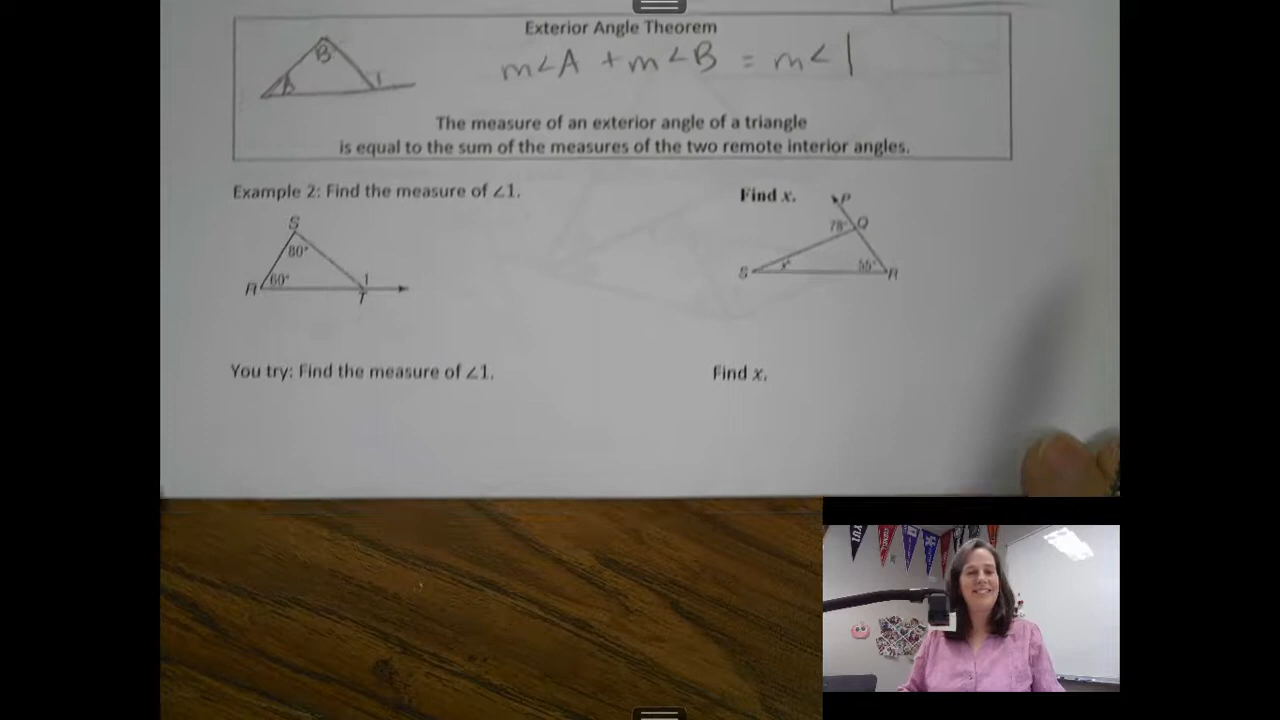 Exterior Angle Theorem
B
A
1
m∠A + m∠B = m∠1
The measure of an exterior angle of a triangle
is equal to the sum of the measures of the two remote interior angles.
Example 2: Find the measure of ∠1.
S
80°
R
60°
1
T
Find x.
P
78°
Q
S
x°
55°
R
You try: Find the measure of ∠1.
Find x.